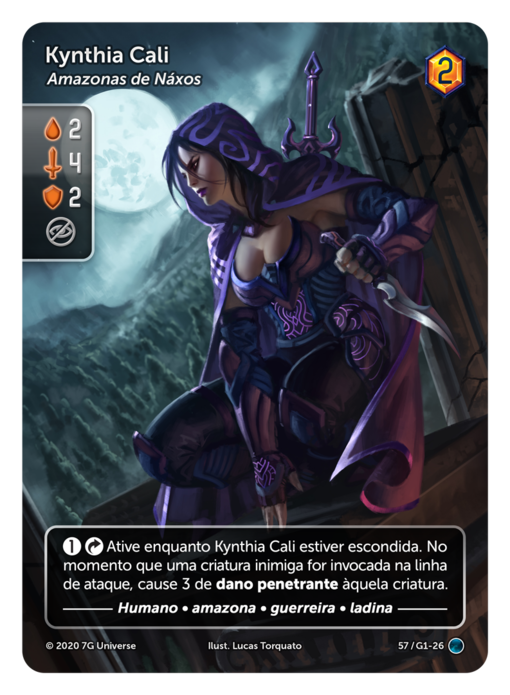 Kynthia Cali
Amazonas de Náxos
2
2
4
2
1 Ative enquanto Kynthia Cali estiver escondida. No
momento que uma criatura inimiga for invocada na linha
de ataque, cause 3 de dano penetrante àquela criatura.
Humano • amazona • guerreira • ladina
© 2020 7G Universe
Ilust. Lucas Torquato
57 / G1-26